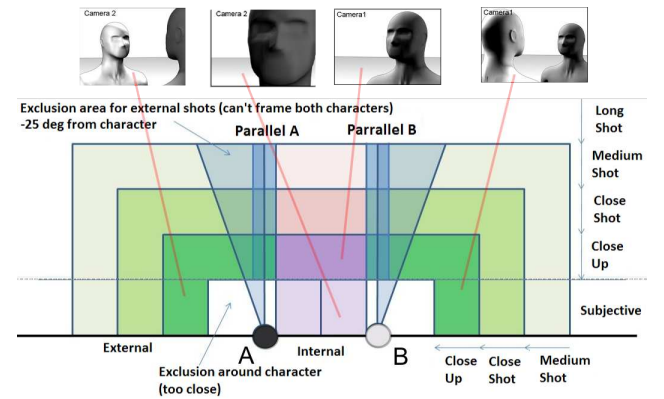 Camera 2
Camera 2
Camera1
Camera1
Exclusion area for external shots (can't frame both characters)
-25 deg from character
Parallel A
Parrallel B
Long
Shot
Medium
Shot
Close
Shot
Close
Up
Subjective
External
A
Internal
B
Exclusion around character
(too close)
Close
Up
Close
Shot
Medium
Shot